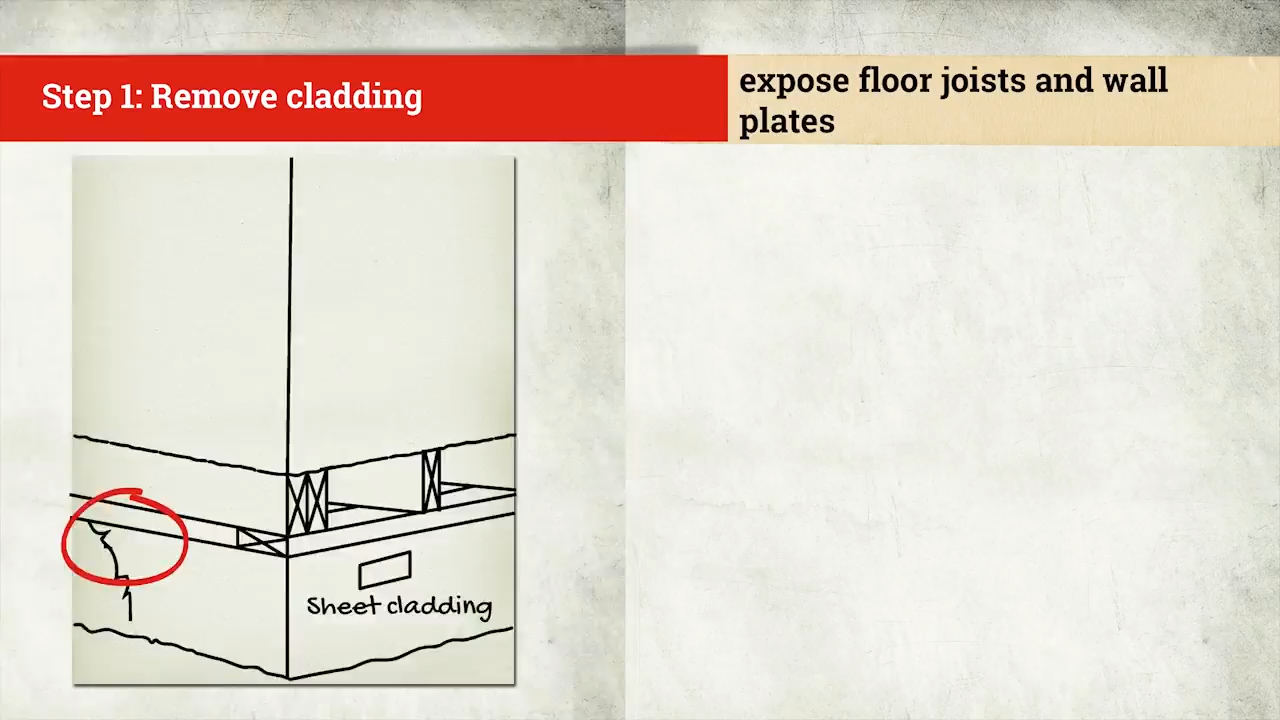 Step 1: Remove cladding
expose floor joists and wall
plates
Sheet cladding